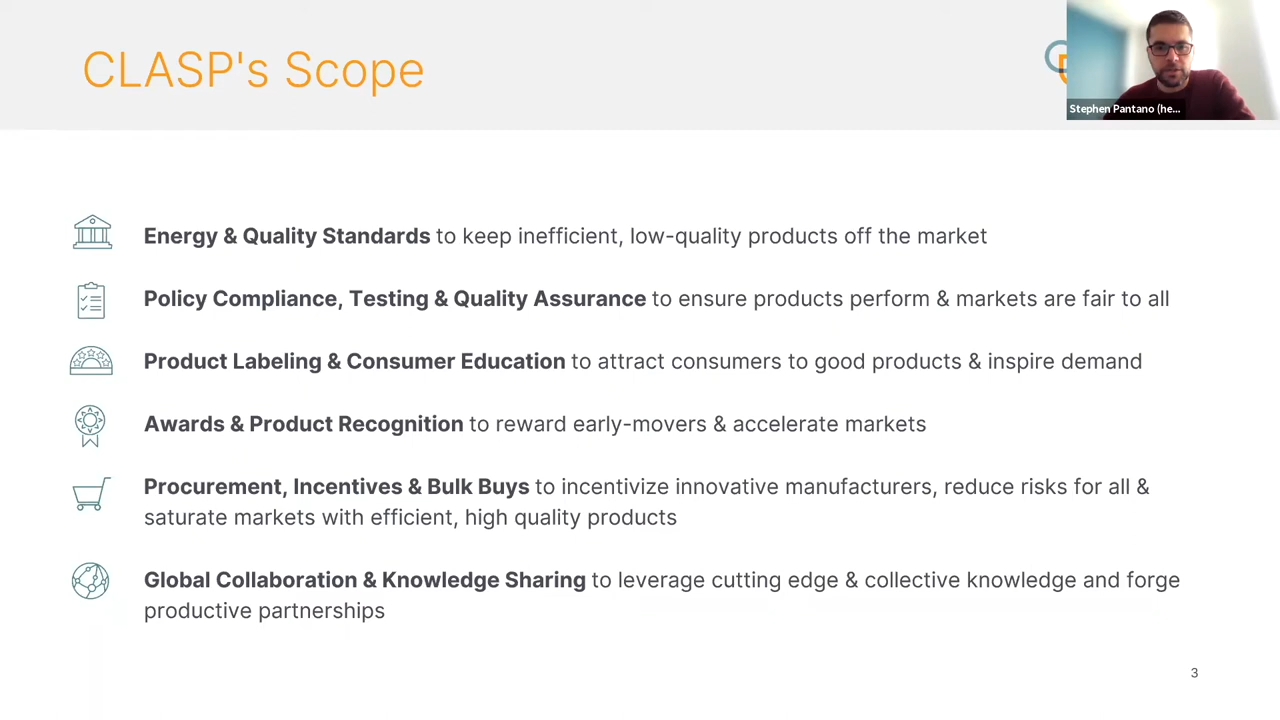 CLASP's Scope
Stephen Pantano (he...
Energy & Quality Standards to keep inefficient, low-quality products off the market
Policy Compliance, Testing & Quality Assurance to ensure products perform & markets are fair to all
Product Labeling & Consumer Education to attract consumers to good products & inspire demand
Awards & Product Recognition to reward early-movers & accelerate markets
Procurement, Incentives & Bulk Buys to incentivize innovative manufacturers, reduce risks for all &
saturate markets with efficient, high quality products
Global Collaboration & Knowledge Sharing to leverage cutting edge & collective knowledge and forge
productive partnerships
3